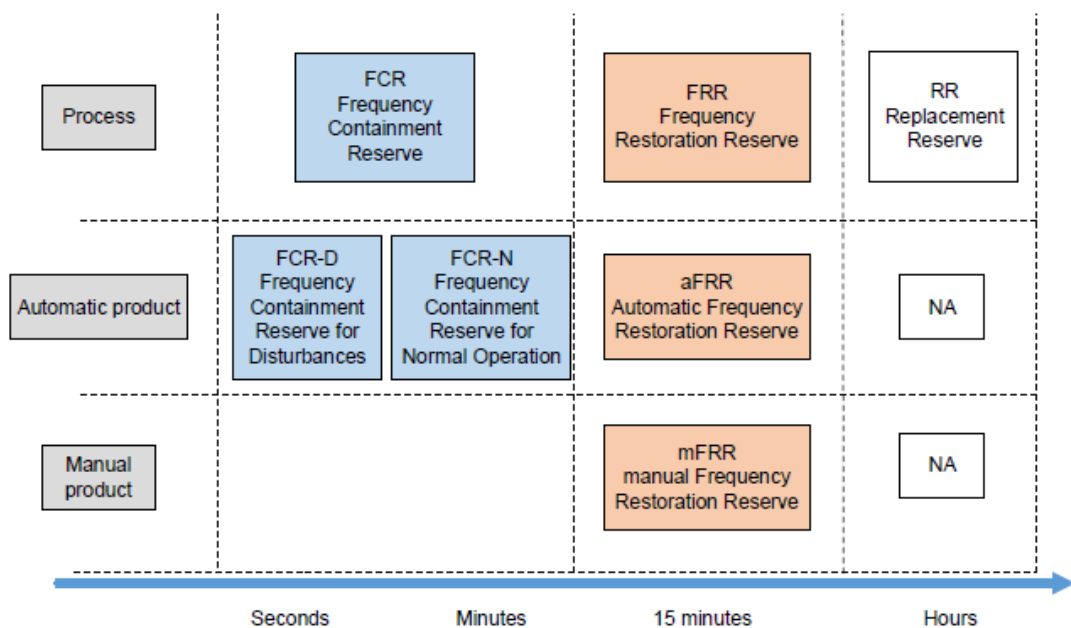 Process
FCR
Frequency
Containment
Reserve
FRR
Frequency
Restoration Reserve
RR
Replacement
Reserve
Automatic product
FCR-D
Frequency
Containment
Reserve for
Disturbances
FCR-N
Frequency
Containment
Reserve for
Normal Operation
aFRR
Automatic Frequency
Restoration Reserve
NA
Manual
product
mFRR
manual Frequency
Restoration Reserve
NA
Seconds
Minutes
15 minutes
Hours